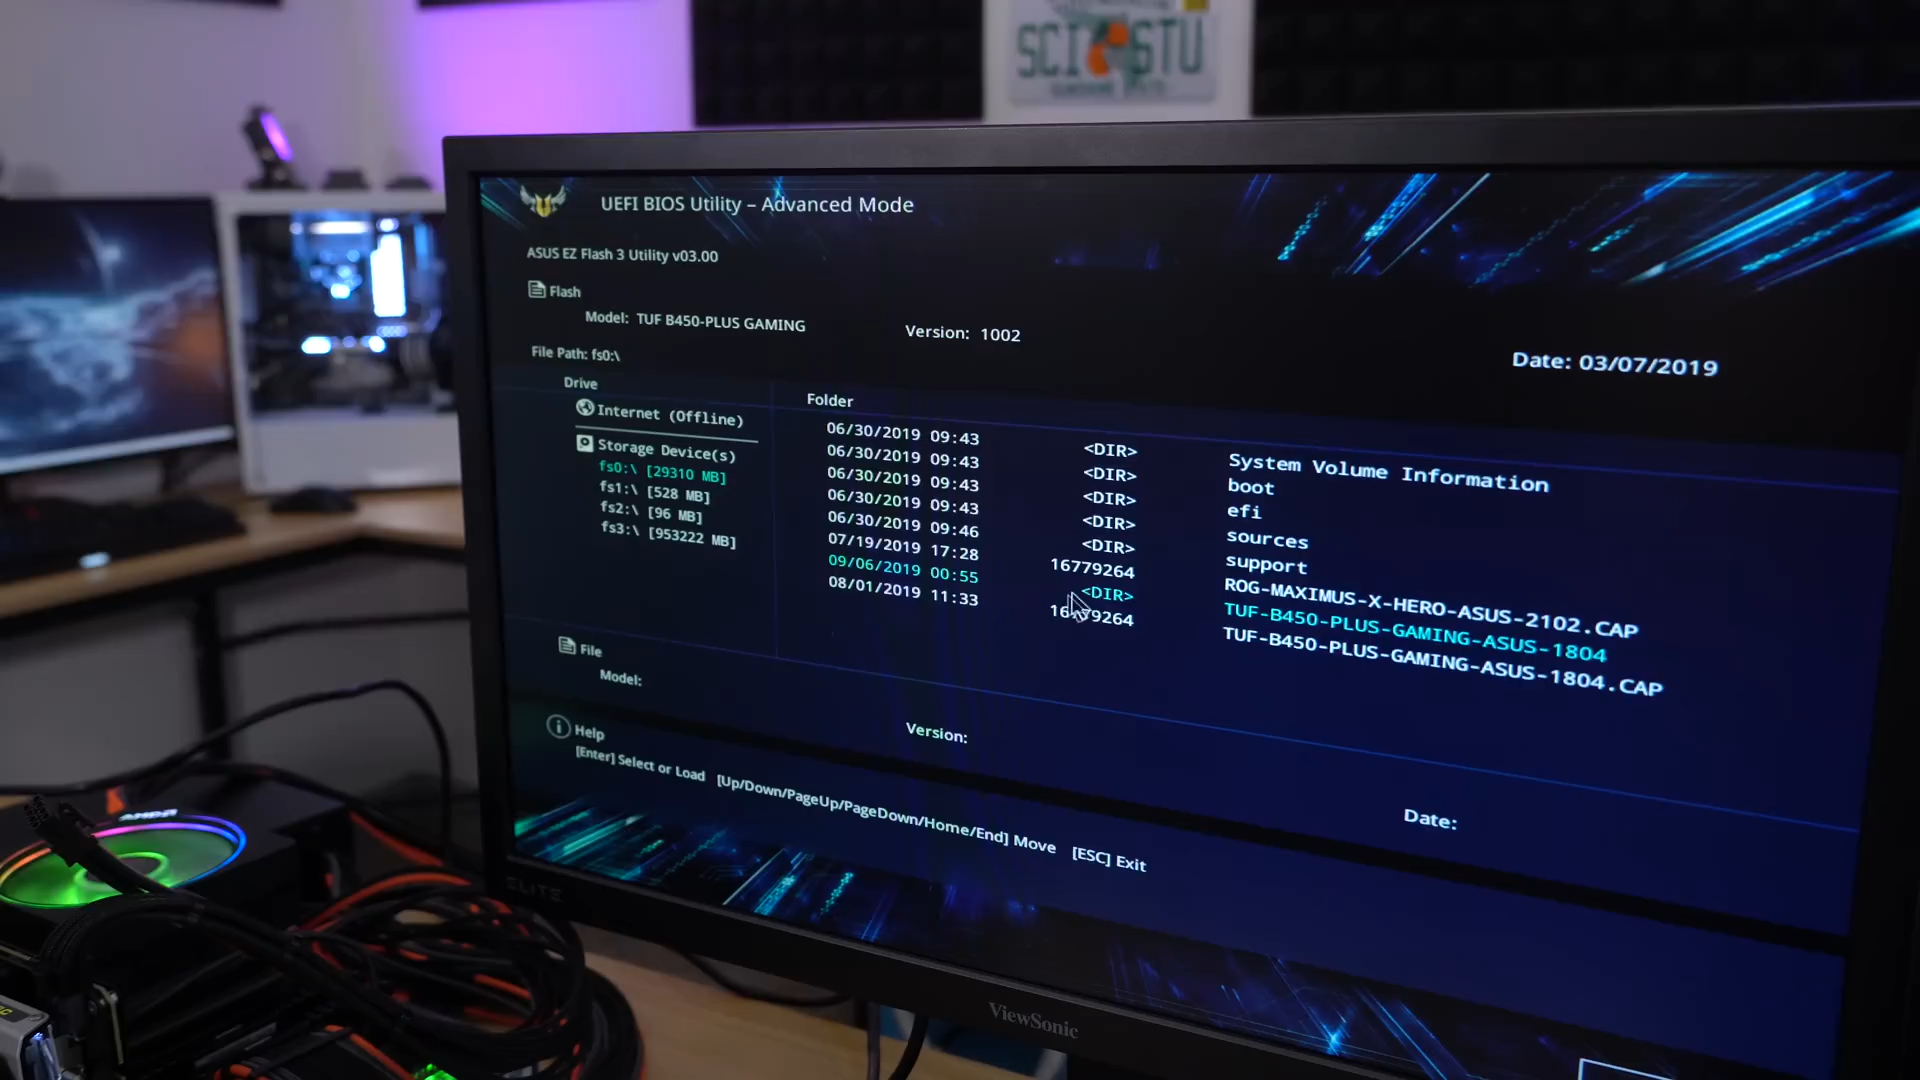 SCI STU
UEFI BIOS Utility – Advanced Mode
ASUS EZ Flash 3 Utility v03.00
Flash
Model: TUF B450-PLUS GAMING
Version: 1002
Date: 03/07/2019
File Path: fs0:\
Drive
Folder
Internet (Offline)
Storage Device(s)
fs0:\ [29310 MB]
fs1:\ [528 MB]
fs2:\ [96 MB]
fs3:\ [953222 MB]
06/30/2019 09:43 <DIR> System Volume Information
06/30/2019 09:43 <DIR> boot
06/30/2019 09:43 <DIR> efi
06/30/2019 09:43 <DIR> sources
06/30/2019 09:46 <DIR> support
07/19/2019 17:28 16779264 ROG-MAXIMUS-X-HERO-ASUS-2102.CAP
09/06/2019 00:55 <DIR> TUF-B450-PLUS-GAMING-ASUS-1804
08/01/2019 11:33 16779264 TUF-B450-PLUS-GAMING-ASUS-1804.CAP
File
Model:
Version:
Date:
Help
[Enter] Select or Load [Up/Down/PageUp/PageDown/Home/End] Move [ESC] Exit
AMD
ELITE
ViewSonic